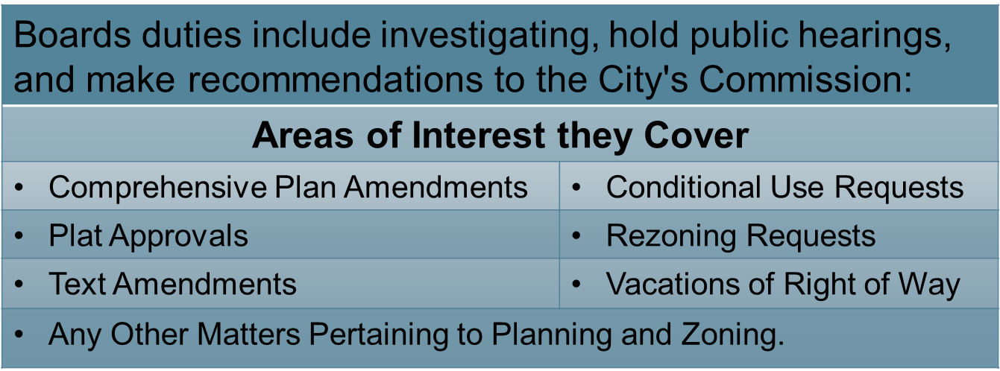 Boards duties include investigating, hold public hearings,
and make recommendations to the City's Commission:
Areas of Interest they Cover
• Comprehensive Plan Amendments
• Conditional Use Requests
• Plat Approvals
• Rezoning Requests
• Text Amendments
• Vacations of Right of Way
• Any Other Matters Pertaining to Planning and Zoning.